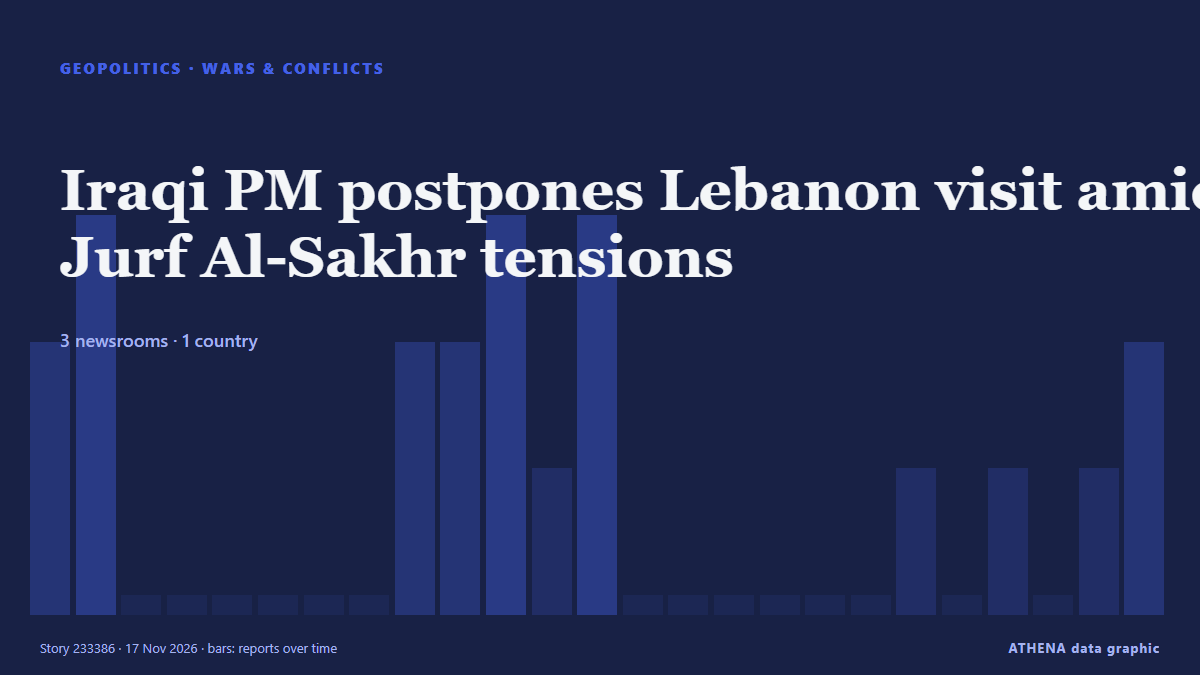 GEOPOLITICS · WARS & CONFLICTS
Iraqi PM postpones Lebanon visit
Jurf Al-Sakhr tensions
3 newsrooms · 1 country
Story 233386 · 17 Nov 2026 · bars: reports over time
ATHENA data graphic